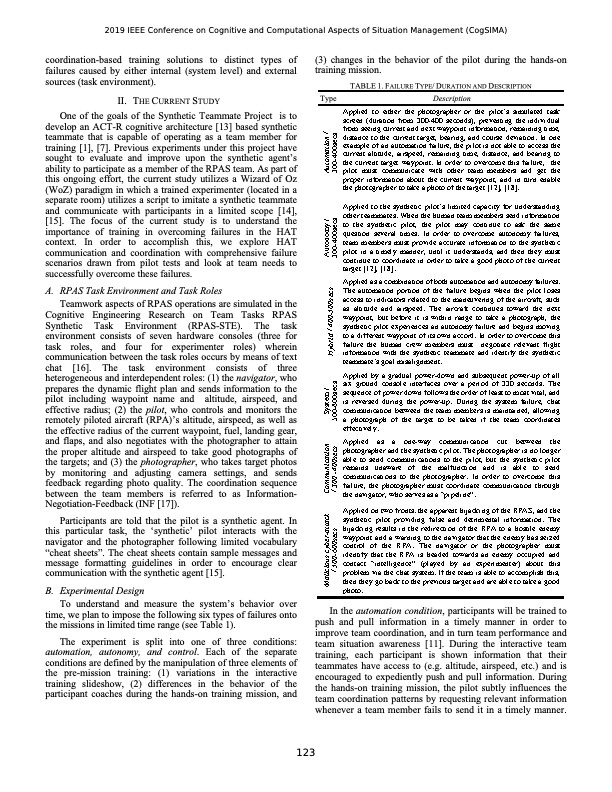 2019 IEEE Conference on Cognitive and Computational Aspects of Situation Management (CogSIMA)
coordination-based training solutions to distinct types of
failures caused by either internal (system level) and external
sources (task environment).
II. THE CURRENT STUDY
One of the goals of the Synthetic Teammate Project is to
develop an ACT-R cognitive architecture [13] based synthetic
teammate that is capable of operating as a team member for
training [1], [7]. Previous experiments under this project have
sought to evaluate and improve upon the synthetic agent's
ability to participate as a member of the RPAS team. As part of
this ongoing effort, the current study utilizes a Wizard of Oz
(WoZ) paradigm in which a trained experimenter (located in a
separate room) utilizes a script to imitate a synthetic teammate
and communicate with participants in a limited scope [14],
[15]. The focus of the current study is to understand the
importance of training in overcoming failures in the HAT
context. In order to accomplish this, we explore HAT
communication and coordination with comprehensive failure
scenarios drawn from pilot tests and look at team needs to
successfully overcome these failures.
A. RPAS Task Environment and Task Roles
Teamwork aspects of RPAS operations are simulated in the
Cognitive Engineering Research on Team Tasks RPAS
Synthetic Task Environment (RPAS-STE). The task
environment consists of seven hardware consoles (three for
task roles, and four for experimenter roles) wherein
communication between the task roles occurs by means of text
chat [16]. The task environment consists of three
heterogeneous and interdependent roles: (1) the navigator, who
prepares the dynamic flight plan and sends information to the
pilot including waypoint name and altitude, airspeed, and
effective radius; (2) the pilot, who controls and monitors the
remotely piloted aircraft (RPA)'s altitude, airspeed, as well as
the effective radius of the current waypoint, fuel, landing gear,
and flaps, and also negotiates with the photographer to attain
the proper altitude and airspeed to take good photographs of
the targets; and (3) the photographer, who takes target photos
by monitoring and adjusting camera settings, and sends
feedback regarding photo quality. The coordination sequence
between the team members is referred to as Information-
Negotiation-Feedback (INF [17]).
Participants are told that the pilot is a synthetic agent. In
this particular task, the 'synthetic' pilot interacts with the
navigator and the photographer following limited vocabulary
"cheat sheets". The cheat sheets contain sample messages and
message formatting guidelines in order to encourage clear
communication with the synthetic agent [15].
B. Experimental Design
To understand and measure the system's behavior over
time, we plan to impose the following six types of failures onto
the missions in limited time range (see Table 1).
The experiment is split into one of three conditions:
automation, autonomy, and control. Each of the separate
conditions are defined by the manipulation of three elements of
the pre-mission training: (1) variations in the interactive
training slideshow, (2) differences in the behavior of the
participant coaches during the hands-on training mission, and
(3) changes in the behavior of the pilot during the hands-on
training mission.
TABLE 1. FAILURE TYPE/ DURATION AND DESCRIPTION
Type Description
Automation /
300-400secs
Applied to either the photographer or the pilot's simulated task
screen (duration from 300-400 seconds), preventing the individual
from seeing current and next waypoint information, remaining time,
distance to the current target, bearing, and course deviation. In one
example of an automation failure, the pilot is not able to access the
current altitude, airspeed, remaining time, distance, and bearing to
the current target waypoint. In order to overcome this failure, the
pilot must communicate with other team members and get the
proper information about the current waypoint, and in turn enable
the photographer to take a photo of the target [12], [18].
Autonomy /
300-400secs
Applied to the synthetic pilot's limited capacity for understanding
other teammates. When the human team members send information
to the synthetic pilot, the pilot may continue to ask the same
question several times. In order to overcome autonomy failures,
team members must provide accurate information to the synthetic
pilot in a timely manner, until it understands, and then they must
continue to coordinate in order to take a good photo of the current
target [12], [18].
Hybrid / 400-500secs
Applied as a combination of both automation and autonomy failures.
The automation portion of the failure begins when the pilot loses
access to indicators related to the maneuvering of the aircraft, such
as altitude and airspeed. The aircraft continues toward the next
waypoint, but before it is within range to take a photograph, the
synthetic pilot experiences an autonomy failure and begins moving
to a different waypoint of its own accord. In order to overcome this
failure the human crew members must negotiate relevant flight
information with the synthetic teammate and identify the synthetic
teammate's goal misalignment.
System /
300-500secs
Applied by a gradual power-down and subsequent power-up of all
six ground console interfaces over a period of 330 seconds. The
sequence of power down follows the order of least to most vital, and
is reversed during the power-up. During the system failure, chat
communication between the team members is maintained, allowing
a photograph of the target to be taken if the team coordinates
effectively.
Communication
/ 300-400secs
Applied as a one-way communication cut between the
photographer and the synthetic pilot. The photographer is no longer
able to send communications to the pilot, but the synthetic pilot
remains unaware of the malfunction and is able to send
communications to the photographer. In order to overcome this
failure, the photographer must coordinate communication through
the navigator, who serves as a "pipeline".
Malicious cyber-attack
/ 500-600secs
Applied on two fronts, the apparent hijacking of the RPAS, and the
synthetic pilot providing false and detrimental information. The
hijacking results in the redirection of the RPA to a hostile enemy
waypoint and a warning to the navigator that the enemy has seized
control of the RPA. The navigator or the photographer must
identify that the RPA is headed towards an enemy occupied and
contact "intelligence" (played by an experimenter) about this
problem via the chat system. If the team is able to accomplish this,
then they go back to the previous target and are able to take a good
photo.
In the automation condition, participants will be trained to
push and pull information in a timely manner in order to
improve team coordination, and in turn team performance and
team situation awareness [11]. During the interactive team
training, each participant is shown information that their
teammates have access to (e.g. altitude, airspeed, etc.) and is
encouraged to expediently push and pull information. During
the hands-on training mission, the pilot subtly influences the
team coordination patterns by requesting relevant information
whenever a team member fails to send it in a timely manner.
123